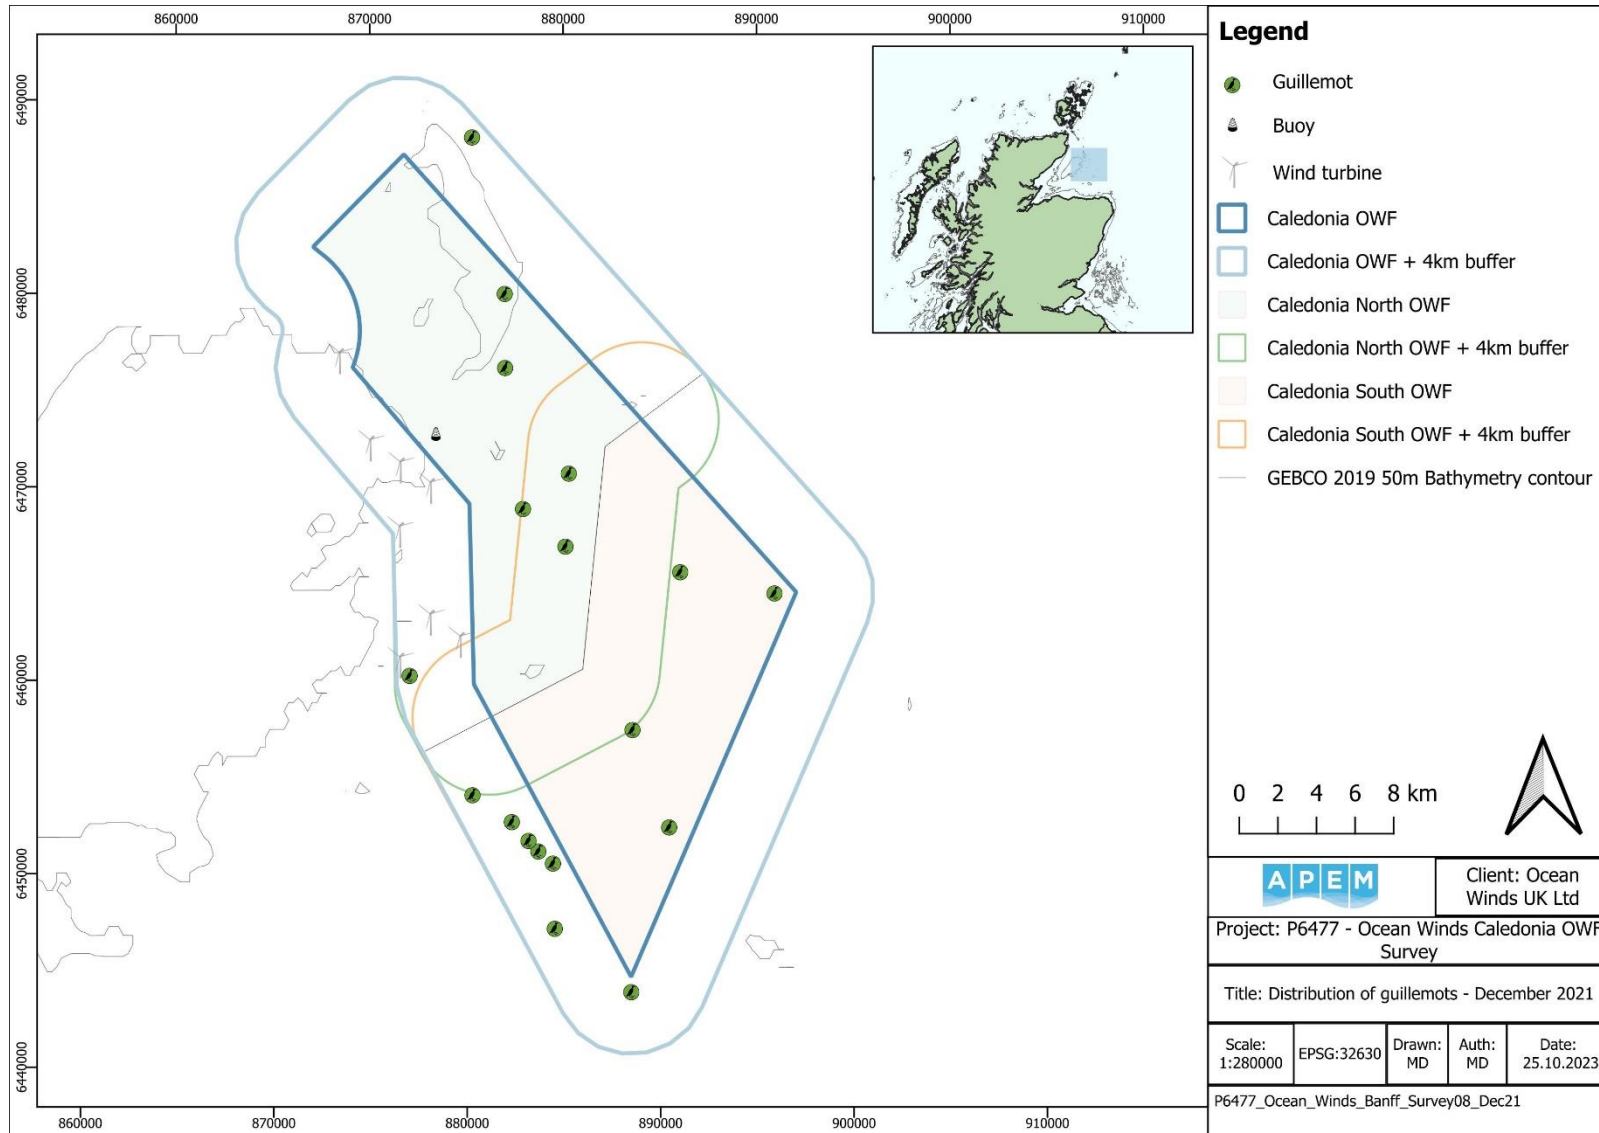 860000 870000 880000 890000 900000 910000
6490000
6480000
6470000
6460000
6450000
6440000
860000 870000 880000 890000 900000 910000
Legend
Guillemot
Buoy
Wind turbine
Caledonia OWF
Caledonia OWF + 4km buffer
Caledonia North OWF
Caledonia North OWF + 4km buffer
Caledonia South OWF
Caledonia South OWF + 4km buffer
GEBCO 2019 50m Bathymetry contour
0 2 4 6 8 km
APEM
Client: Ocean
Winds UK Ltd
Project: P6477 - Ocean Winds Caledonia OWF
Survey
Title: Distribution of guillemots - December 2021
Scale:
1:280000
EPSG:32630
Drawn:
MD
Auth:
MD
Date:
25.10.2023
P6477_Ocean_Winds_Banff_Survey08_Dec21